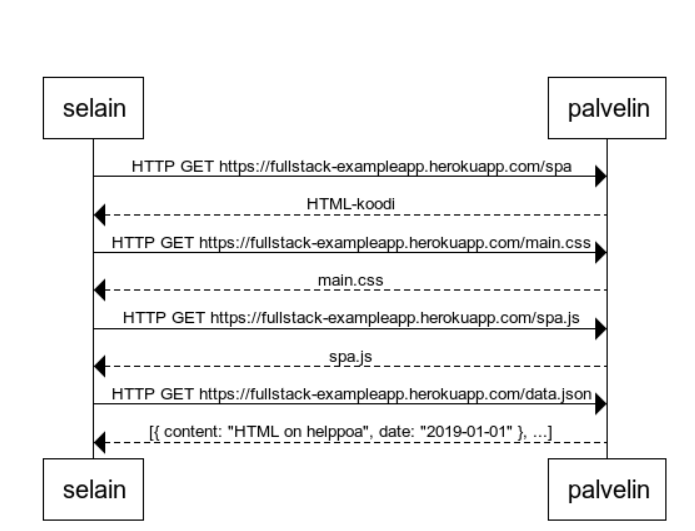 selain
palvelin
HTTP GET https://fullstack-exampleapp.herokuapp.com/spa
HTML-koodi
HTTP GET https://fullstack-exampleapp.herokuapp.com/main.css
main.css
HTTP GET https://fullstack-exampleapp.herokuapp.com/spa.js
spa.js
HTTP GET https://fullstack-exampleapp.herokuapp.com/data.json
[{ content: "HTML on helppoa", date: "2019-01-01" }, ...]
selain
palvelin